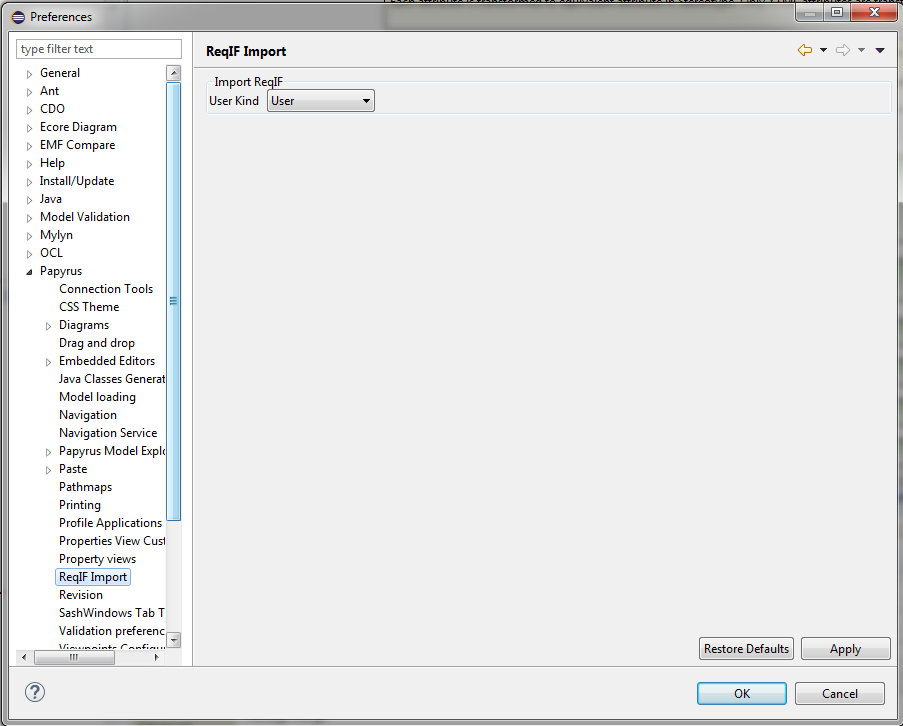 Preferences
type filter text
General
Ant
CDO
Ecore Diagram
EMF Compare
Help
Install/Update
Java
Model Validation
Mylyn
OCL
Papyrus
Connection Tools
CSS Theme
Diagrams
Drag and drop
Embedded Editors
Java Classes Generat
Model loading
Navigation
Navigation Service
Papyrus Model Explo
Paste
Pathmaps
Printing
Profile Applications
Properties View Cust
Property views
ReqIF Import
Revision
SashWindows Tab T
Validation preferenc
Viewpoints Configu
ReqIF Import
Import ReqIF
User Kind User
Restore Defaults Apply
OK Cancel